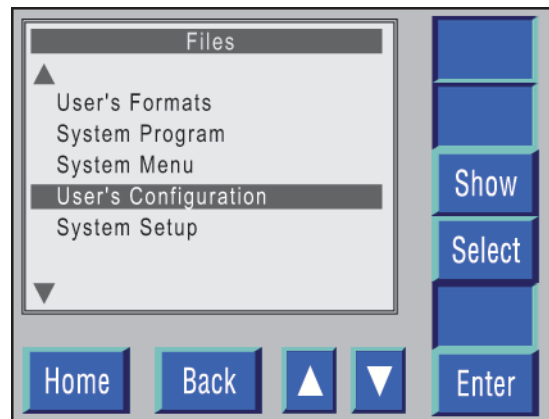 Files
User's Formats
System Program
System Menu
User's Configuration
System Setup
Show
Select
Home
Back
Enter